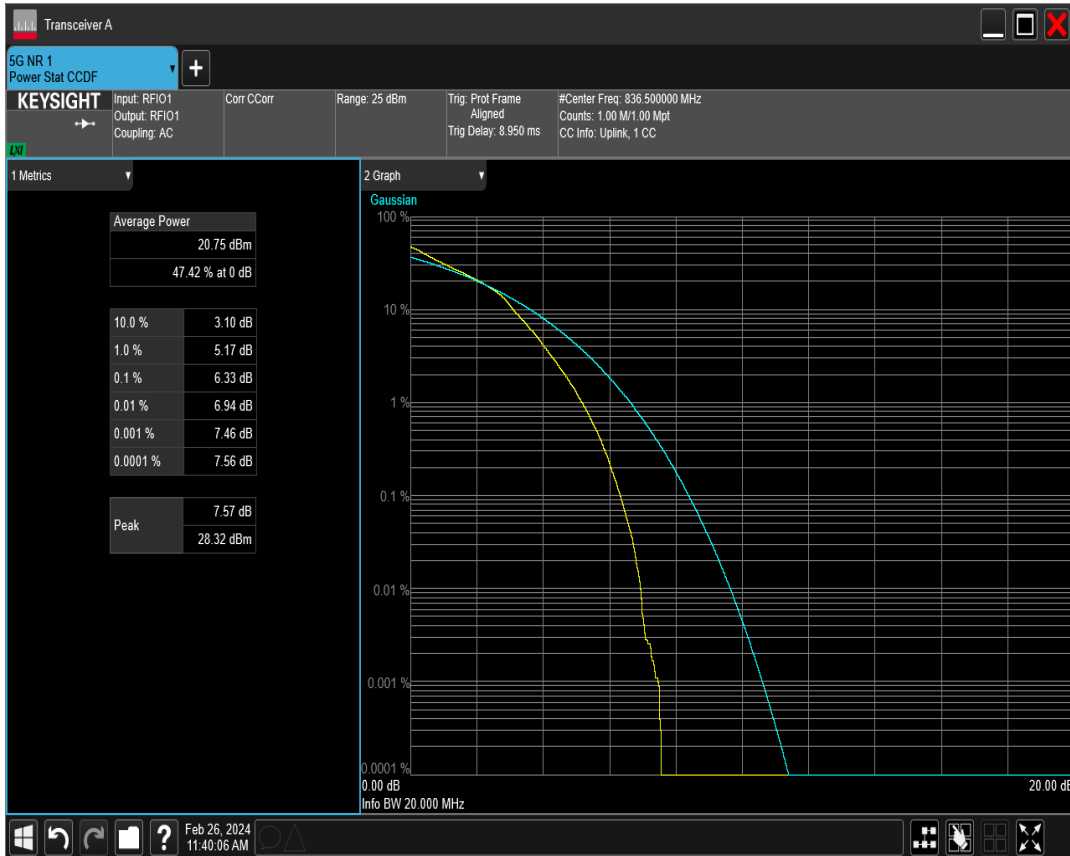 Transceiver A
5G NR 1
Power Stat CCDF
KEYSIGHT
LXI
Input: RFIO1
Output: RFIO1
Coupling: AC
Corr CCorr
Range: 25 dBm
Trig: Prot Frame
Aligned
Trig Delay: 8.950 ms
#Center Freq: 836.500000 MHz
Counts: 1.00 M/1.00 Mpt
CC Info: Uplink, 1 CC
1 Metrics
Average Power
20.75 dBm
47.42 % at 0 dB
10.0 % 3.10 dB
1.0 % 5.17 dB
0.1 % 6.33 dB
0.01 % 6.94 dB
0.001 % 7.46 dB
0.0001 % 7.56 dB
Peak 7.57 dB
28.32 dBm
2 Graph
Gaussian
100 %
10 %
1 %
0.1 %
0.01 %
0.001 %
0.0001 %
0.00 dB 20.00 dB
Info BW 20.000 MHz
? Feb 26, 2024
11:40:06 AM